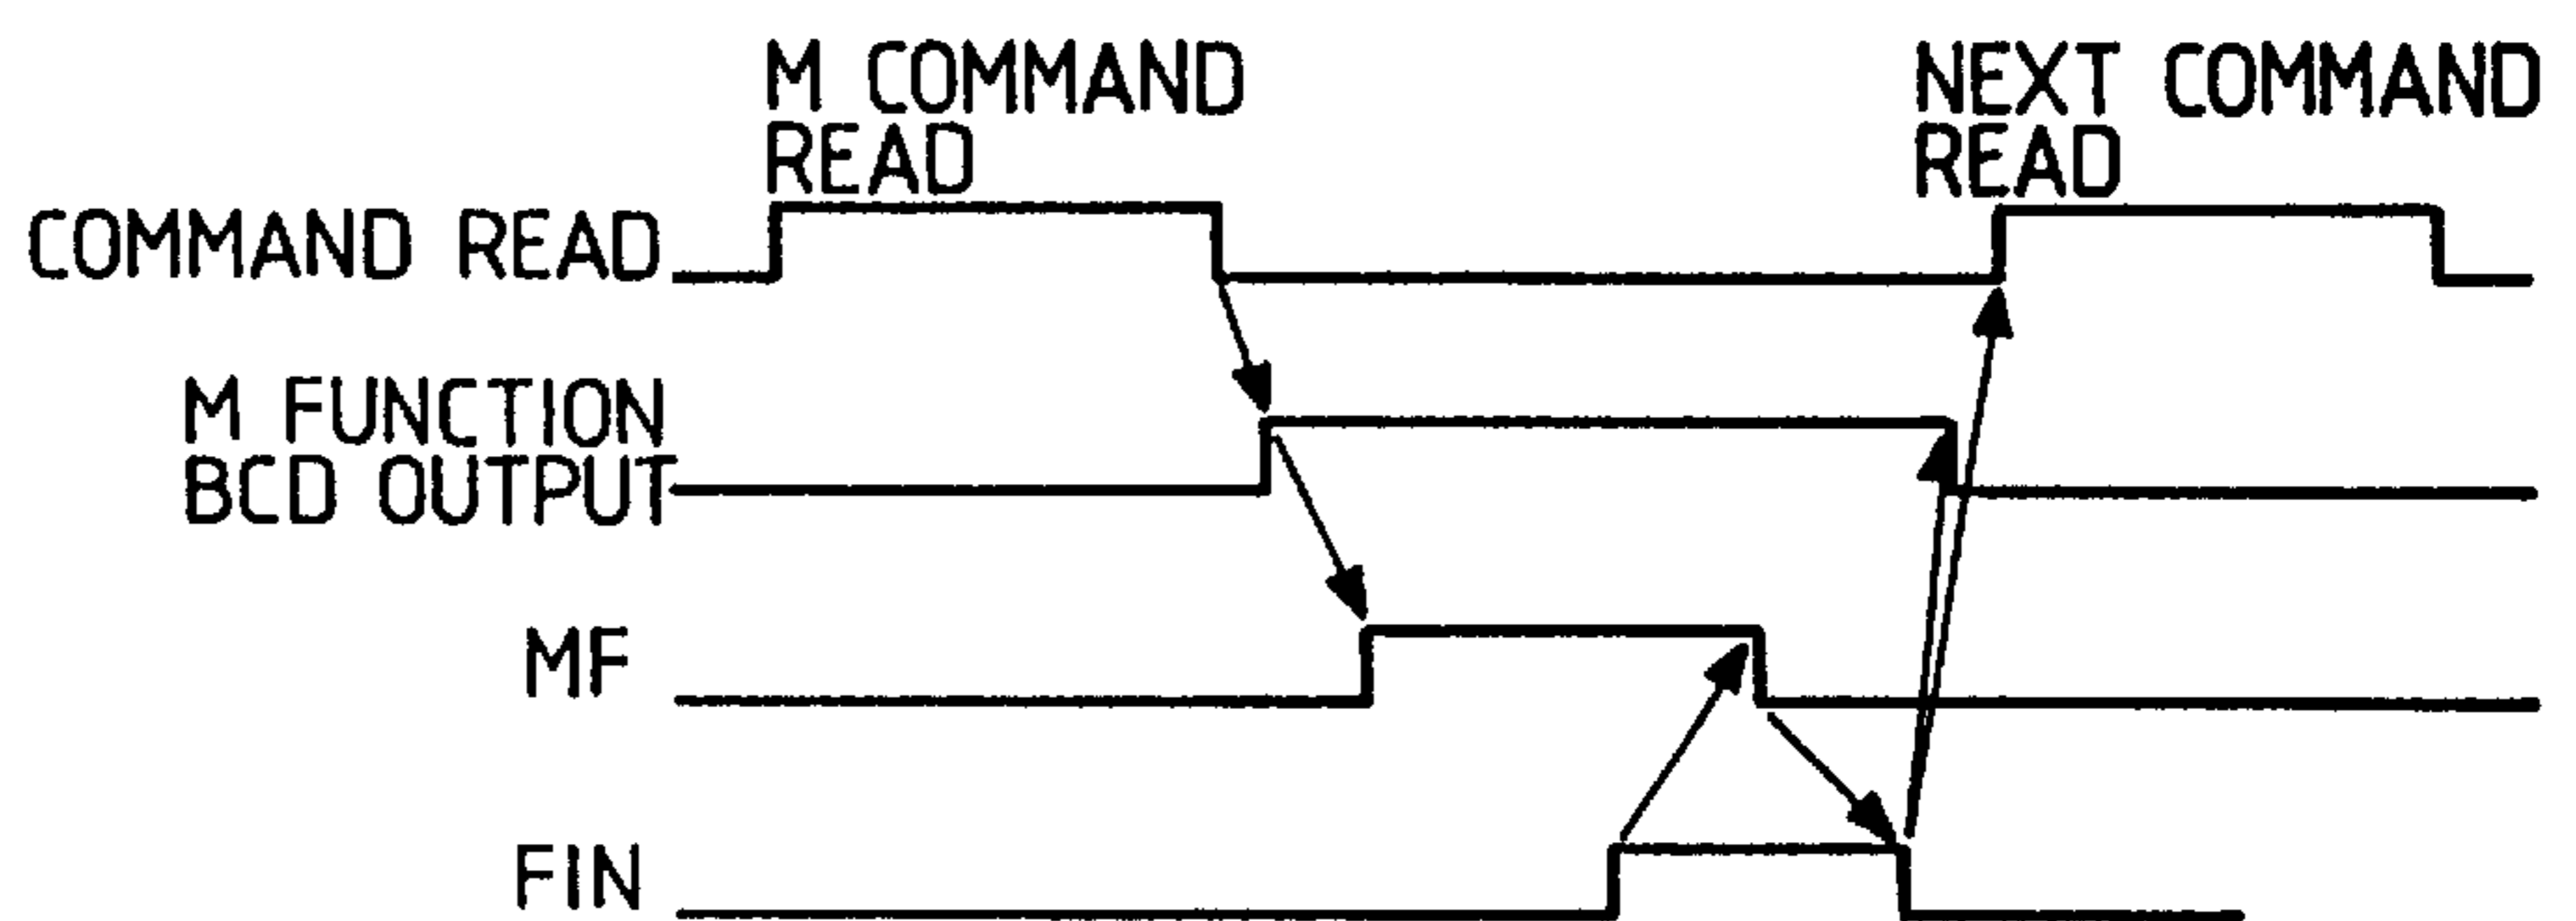 M COMMAND
READ
NEXT COMMAND
READ
COMMAND READ
M FUNCTION
BCD OUTPUT
MF
FIN